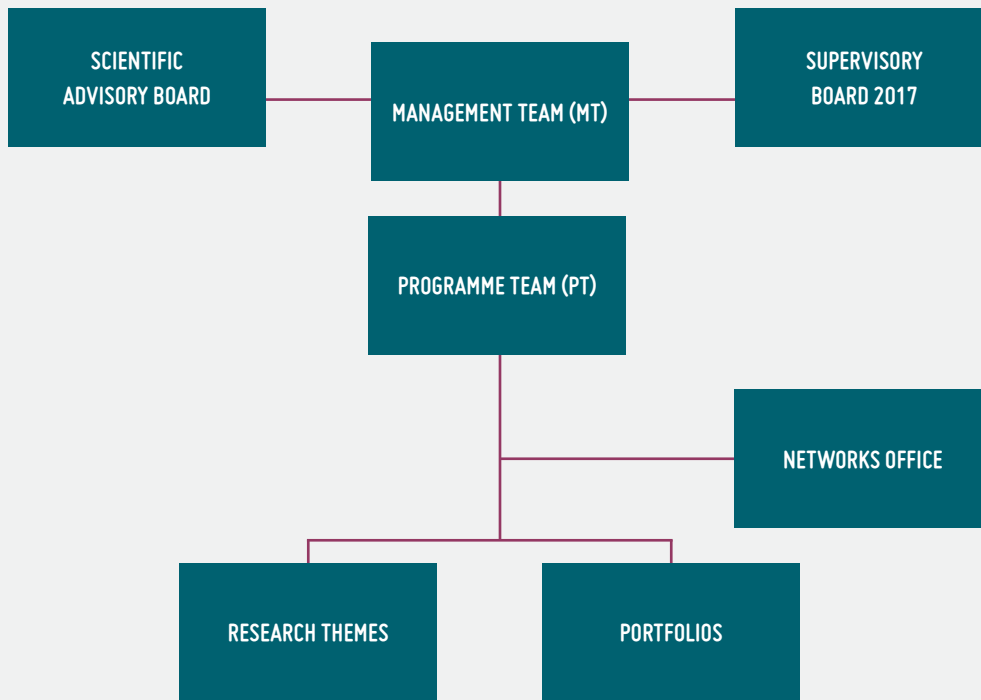 SCIENTIFIC
ADVISORY BOARD
MANAGEMENT TEAM (MT)
SUPERVISORY
BOARD 2017
PROGRAMME TEAM (PT)
NETWORKS OFFICE
RESEARCH THEMES
PORTFOLIOS